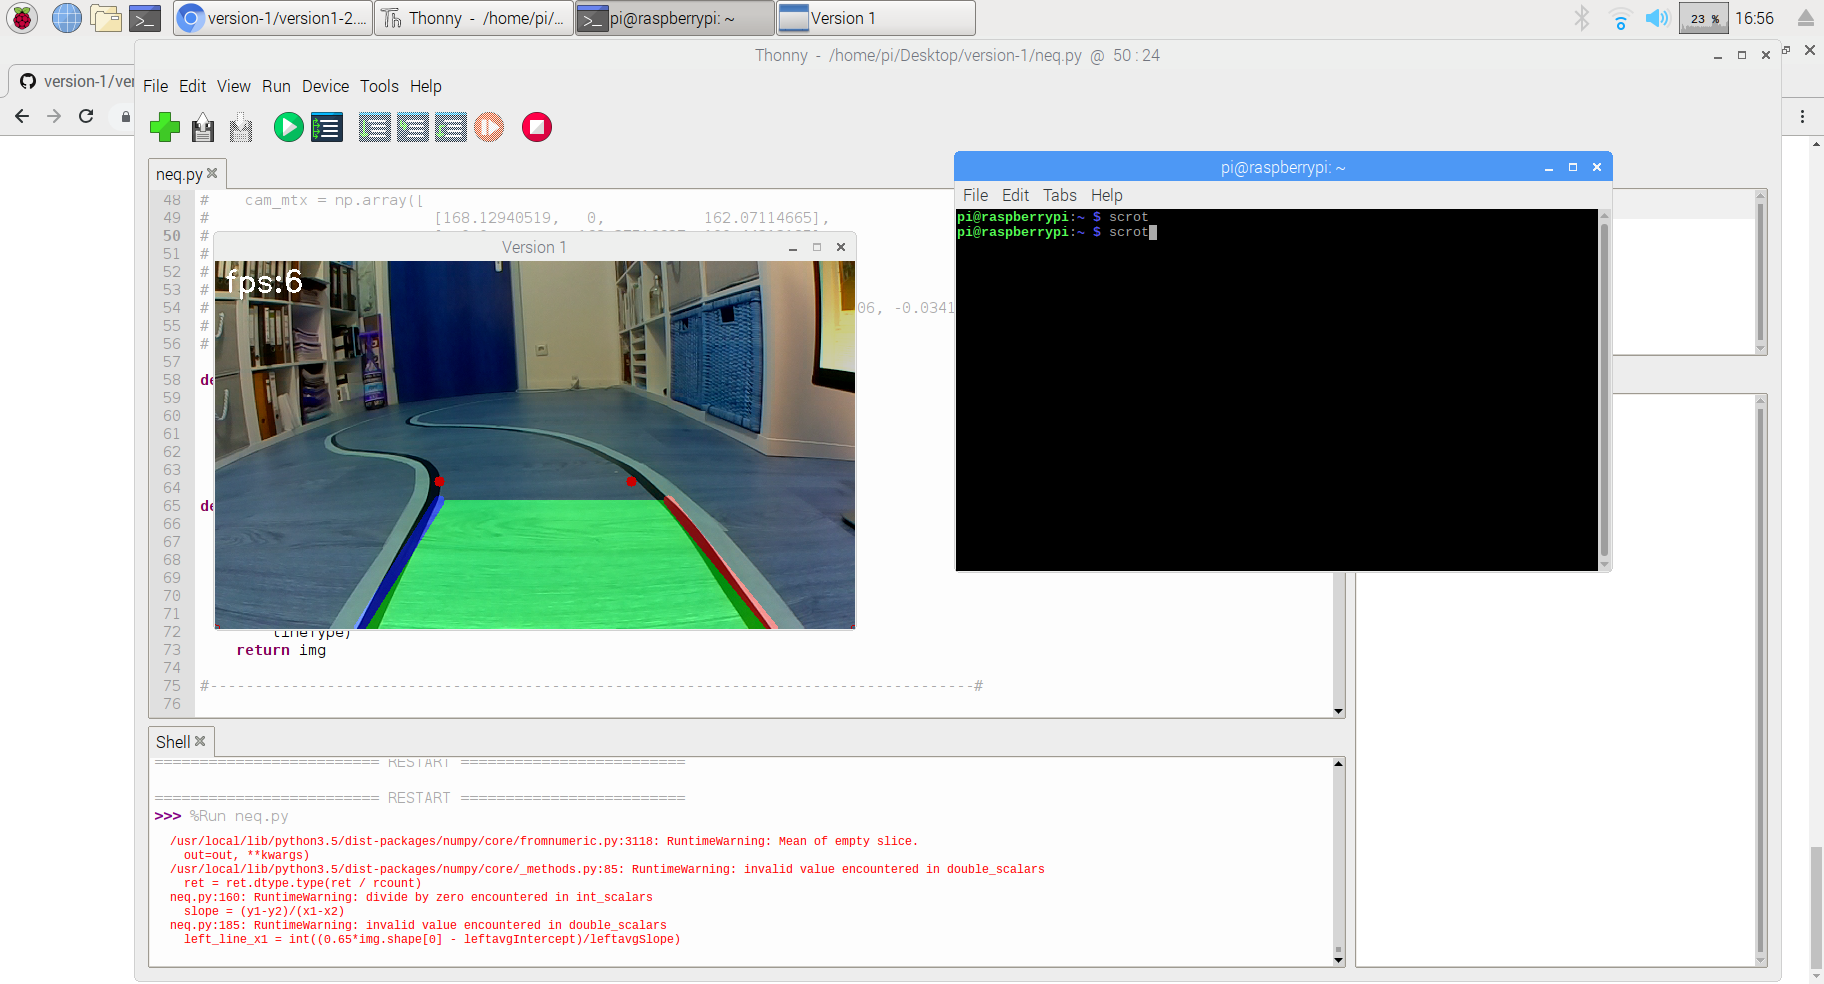 version-1/version1-2....
Thonny - /home/pi/...
pi@raspberrypi: ~
Version 1
23 %
16:56
Thonny - /home/pi/Desktop/version-1/neq.py @ 50 : 24
version-1/ver
File Edit View Run Device Tools Help
neq.py
48 # cam_mtx = np.array([
49 # [168.12940519, 0, 162.07114665],
50 #
51 #
52 #
53 #
54 # 06, -0.0341
55 #
56 #
57
58 de
59
60
61
62
63
64
65 de
66
67
68
69
70
71
72 lineType)
73 return img
74
75 #-------------------------------------------------------------------------------------#
76
Version 1
fps:6
pi@raspberrypi: ~
File Edit Tabs Help
pi@raspberrypi:~ $ scrot
pi@raspberrypi:~ $ scrot
Shell
========================= RESTART =========================
========================= RESTART =========================
>>> %Run neq.py
/usr/local/lib/python3.5/dist-packages/numpy/core/fromnumeric.py:3118: RuntimeWarning: Mean of empty slice.
out=out, **kwargs)
/usr/local/lib/python3.5/dist-packages/numpy/core/_methods.py:85: RuntimeWarning: invalid value encountered in double_scalars
ret = ret.dtype.type(ret / rcount)
neq.py:160: RuntimeWarning: divide by zero encountered in int_scalars
slope = (y1-y2)/(x1-x2)
neq.py:185: RuntimeWarning: invalid value encountered in double_scalars
left_line_x1 = int((0.65*img.shape[0] - leftavgIntercept)/leftavgSlope)